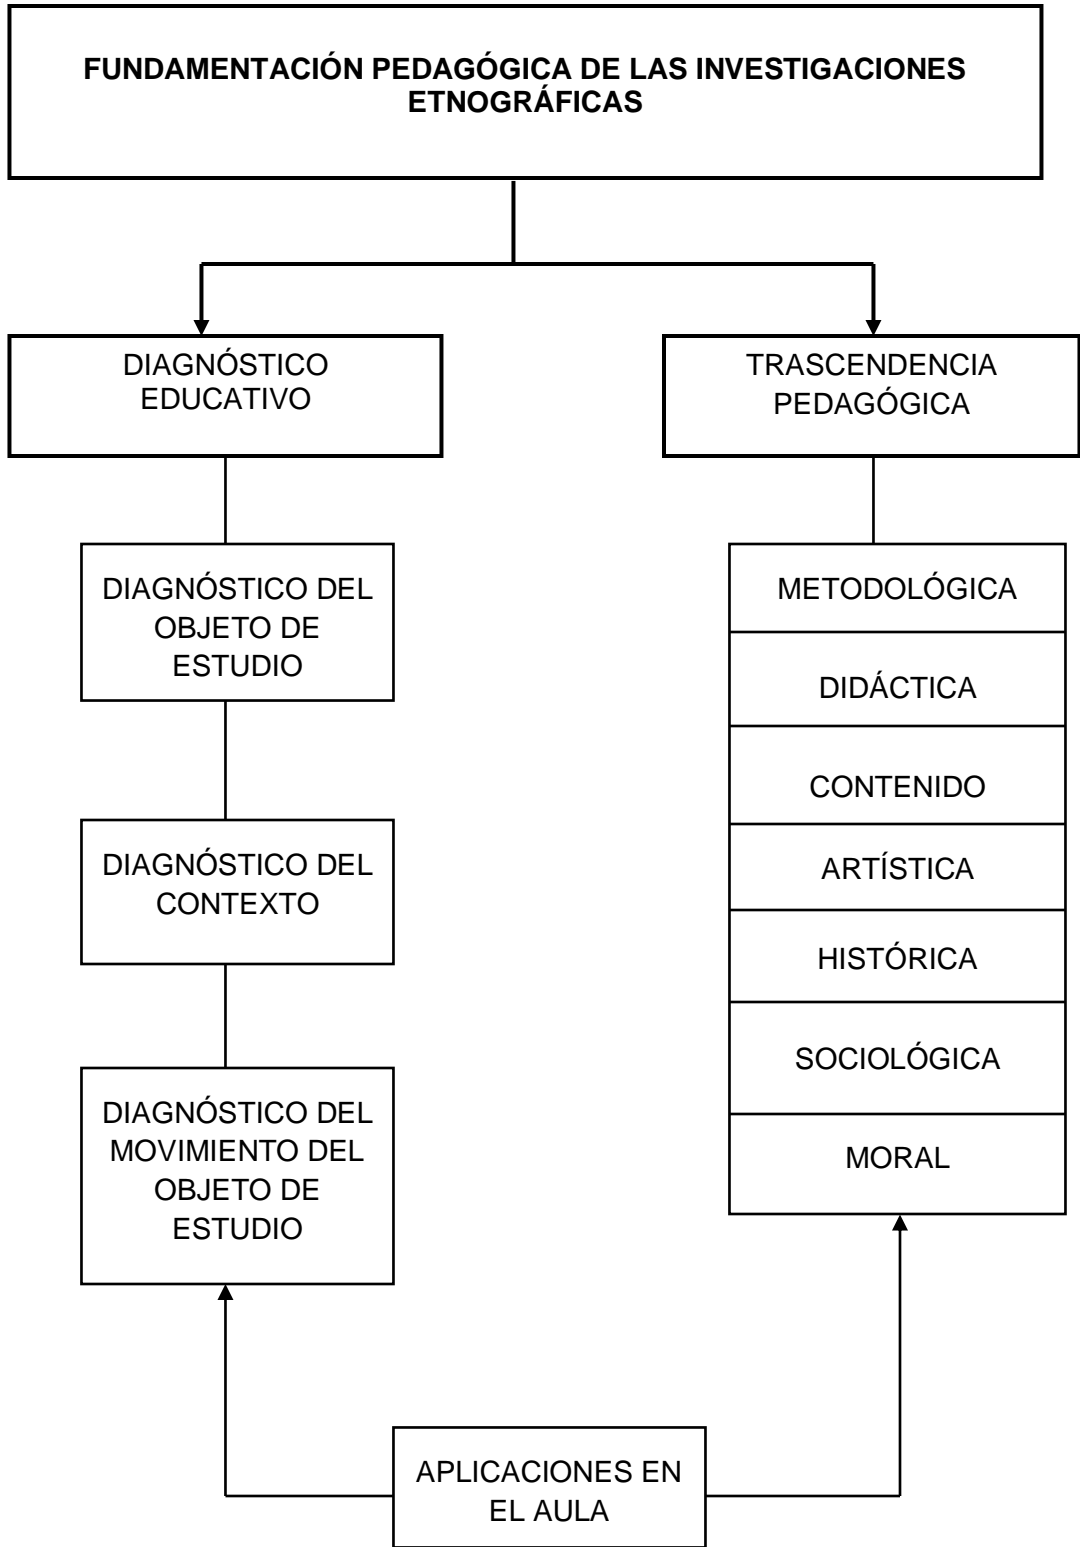 FUNDAMENTACIÓN PEDAGÓGICA DE LAS INVESTIGACIONES
ETNOGRÁFICAS
DIAGNÓSTICO
EDUCATIVO
TRASCENDENCIA
PEDAGÓGICA
DIAGNÓSTICO DEL
OBJETO DE
ESTUDIO
DIAGNÓSTICO DEL
CONTEXTO
DIAGNÓSTICO DEL
MOVIMIENTO DEL
OBJETO DE
ESTUDIO
METODOLÓGICA
DIDÁCTICA
CONTENIDO
ARTÍSTICA
HISTÓRICA
SOCIOLÓGICA
MORAL
APLICACIONES EN
EL AULA